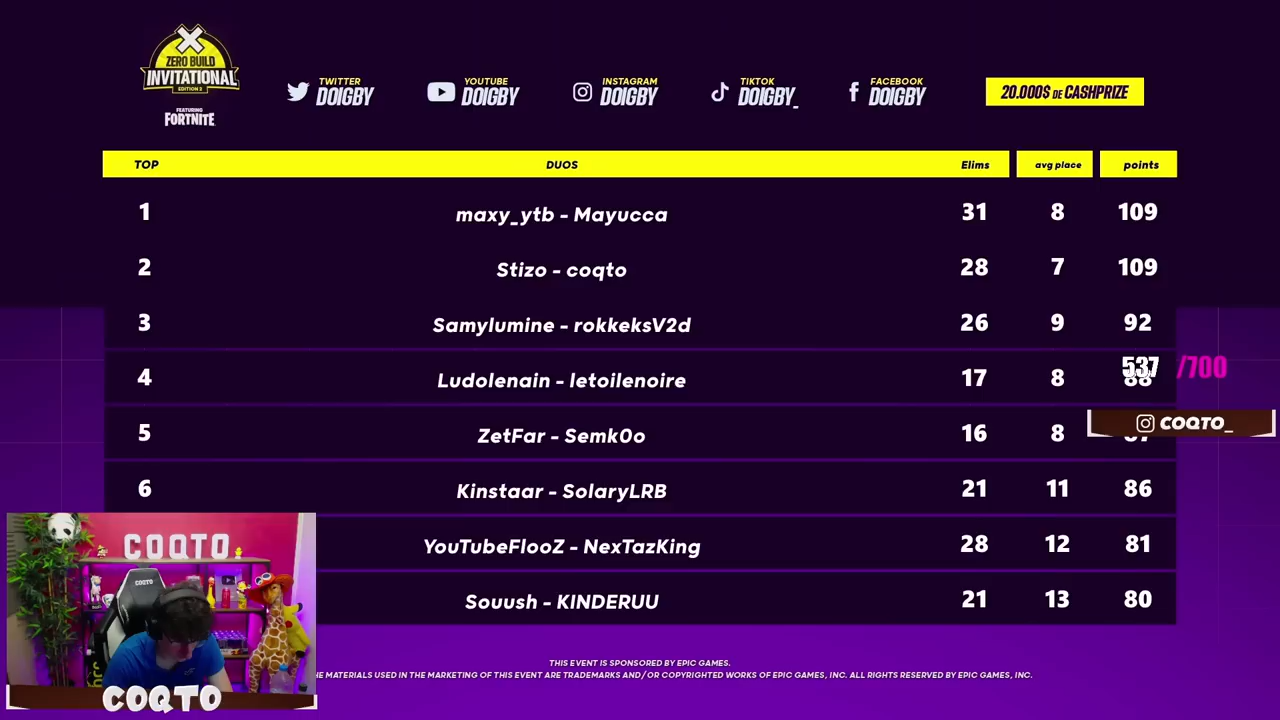 ZERO BUILD
INVITATIONAL
FEATURING
FORTNITE
TWITTER
DOIGBY
YOUTUBE
DOIGBY
INSTAGRAM
DOIGBY
TIKTOK
DOIGBY_
FACEBOOK
DOIGBY
20.000$ DE CASHPRIZE
TOP DUOS Elims avg place points
1 maxy_ytb - Mayucca 31 8 109
2 Stizo - coqto 28 7 109
3 Samylumine - rokkeksV2d 26 9 92
4 Ludolenain - letoilenoire 17 8
537 /700
5 ZetFar - Semk0o 16 8
COQTO_
6 Kinstaar - SolaryLRB 21 11 86
YouTubeFlooZ - NexTazKing 28 12 81
Souush - KINDERUU 21 13 80
COQTO
COQTO
COQTO
THIS EVENT IS SPONSORED BY EPIC GAMES.
MATERIALS USED IN THE MARKETING OF THIS EVENT ARE TRADEMARKS AND/OR COPYRIGHTED WORKS OF EPIC GAMES, INC. ALL RIGHTS RESERVED BY EPIC GAMES, INC.